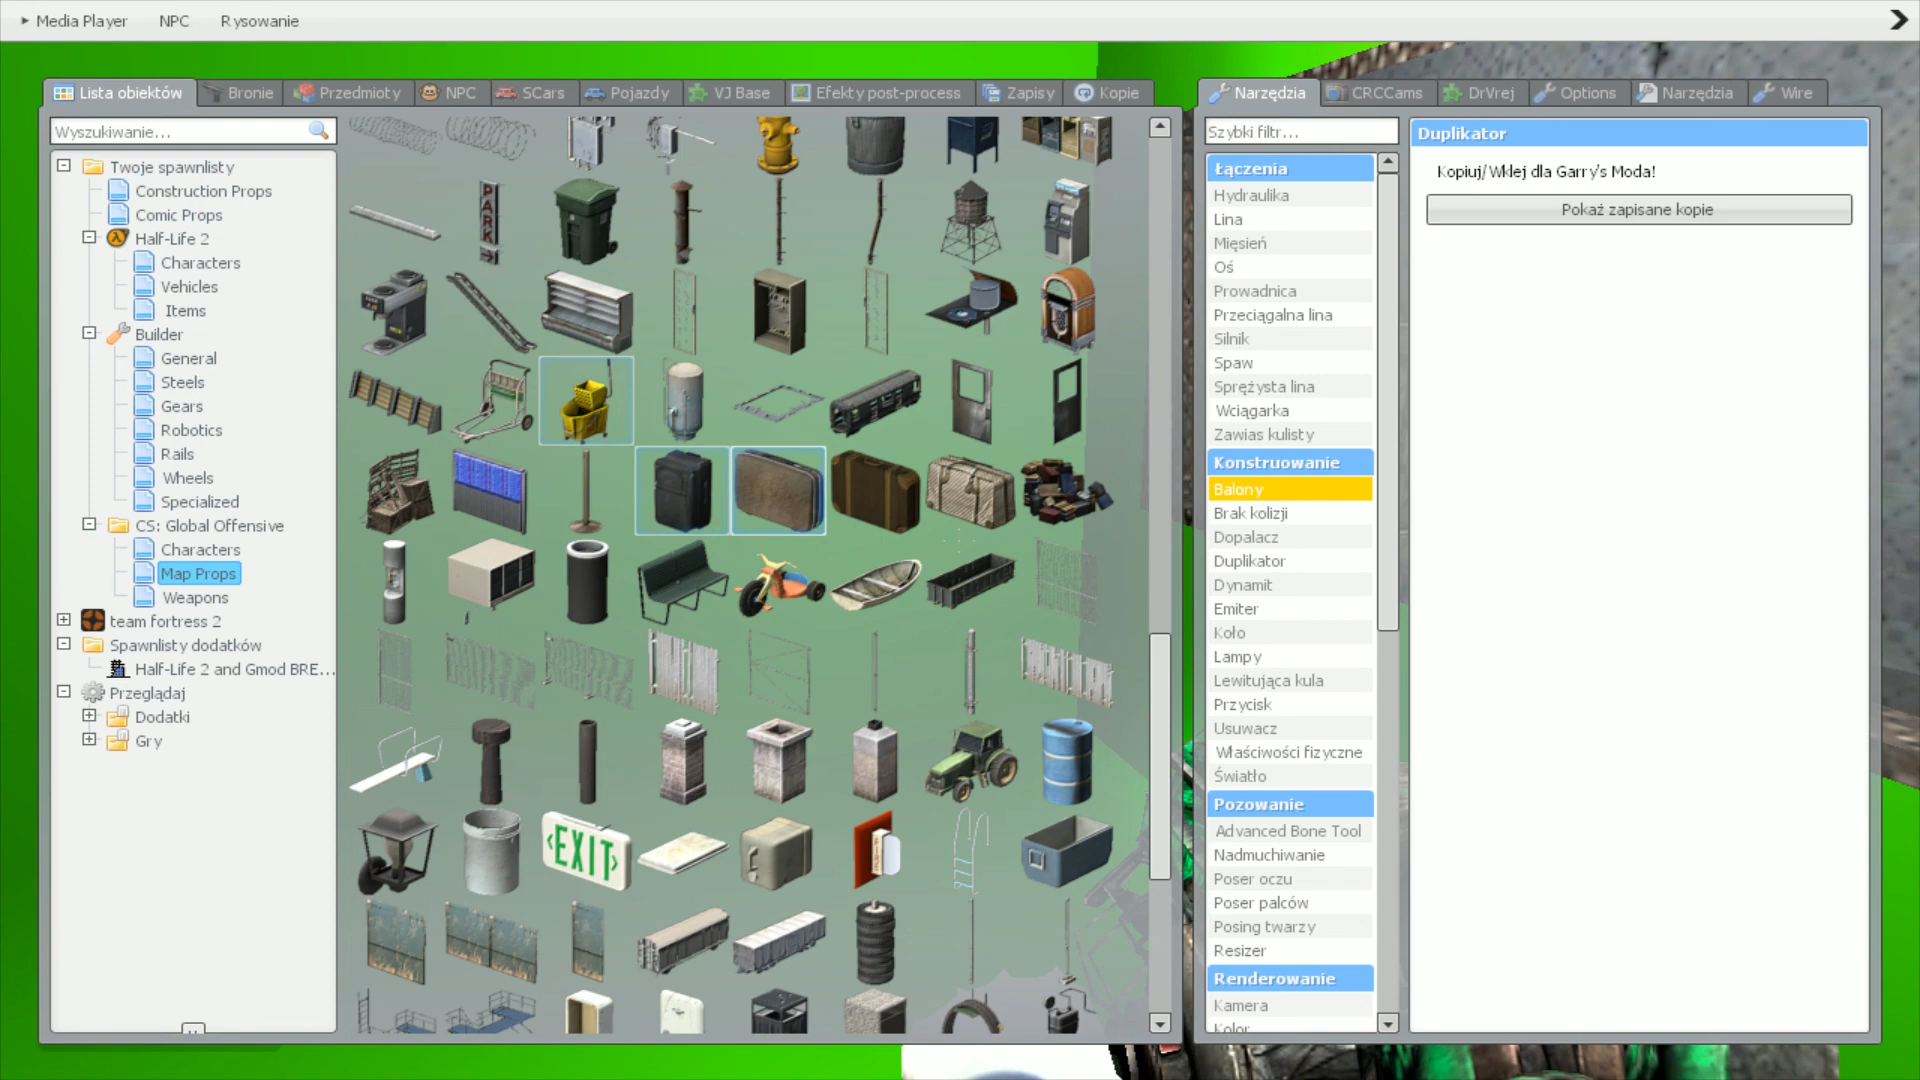 Media Player NPC Rysowanie
Lista obiektów Bronie Przedmioty NPC SCars Pojazdy VJ Base Efekty post-process Zapisy Kopie
Wyszukiwanie...
Twoje spawnlisty
Construction Props
Comic Props
Half-Life 2
Characters
Vehicles
Items
Builder
General
Steels
Gears
Robotics
Rails
Wheels
Specialized
CS: Global Offensive
Characters
Map Props
Weapons
team fortress 2
Spawnlisty dodatków
Half-Life 2 and Gmod BRE...
Przeglądaj
Dodatki
Gry
PARK
EXIT
Narzędzia CRCCams DrVrej Options Narzędzia Wire
Szybki filtr...
Łączenia
Hydraulika
Lina
Mięsień
Oś
Prowadnica
Przeciągalna lina
Silnik
Spaw
Sprężysta lina
Wciągarka
Zawias kulisty
Konstruowanie
Balony
Brak kolizji
Dopalacz
Duplikator
Dynamit
Emiter
Koło
Lampy
Lewitująca kula
Przycisk
Usuwacz
Właściwości fizyczne
Światło
Pozowanie
Advanced Bone Tool
Nadmuchiwanie
Poser oczu
Poser palców
Posing twarzy
Resizer
Renderowanie
Kamera
Kolor
Duplikator
Kopiuj/Wklej dla Garry's Moda!
Pokaż zapisane kopie